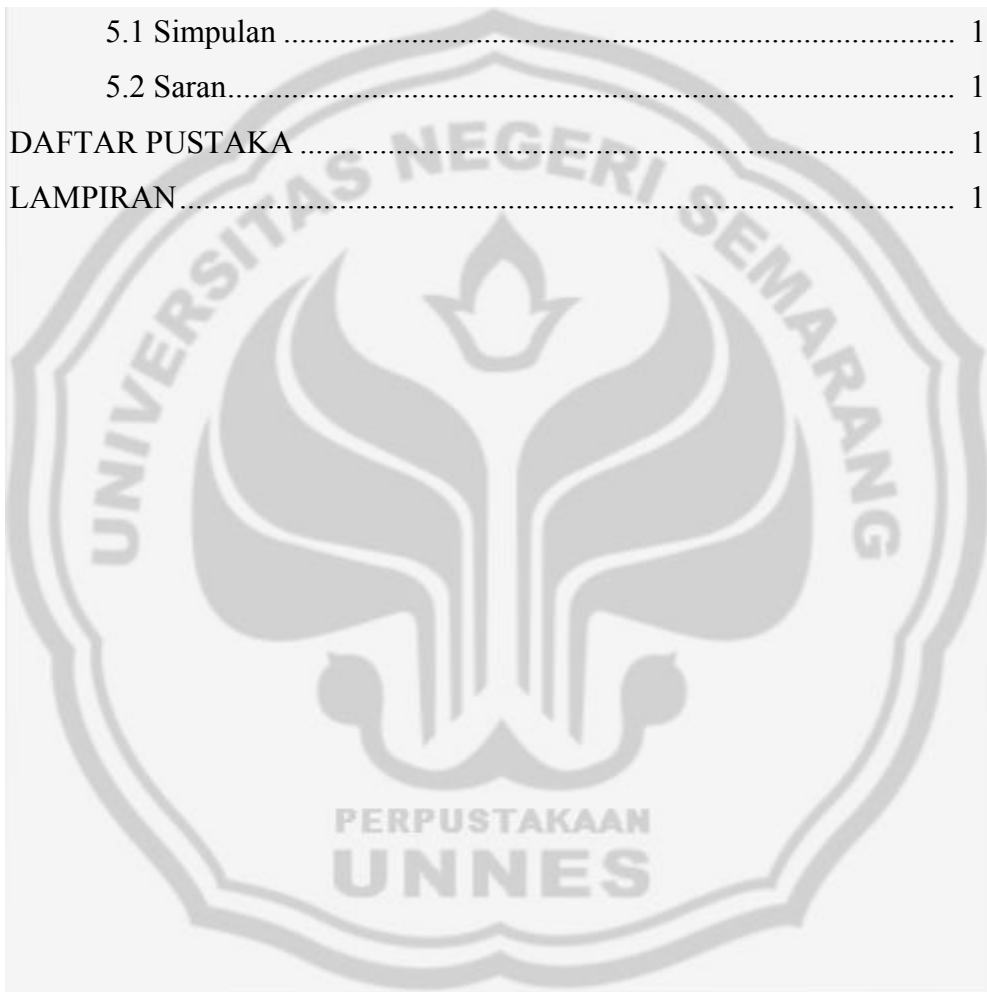 5.1 Simpulan ................................................................................... 1
5.2 Saran.......................................................................................... 1
DAFTAR PUSTAKA ................................................................................. 1
LAMPIRAN................................................................................................ 1
UNIVERSITAS NEGERI SEMARANG
PERPUSTAKAAN
UNNES